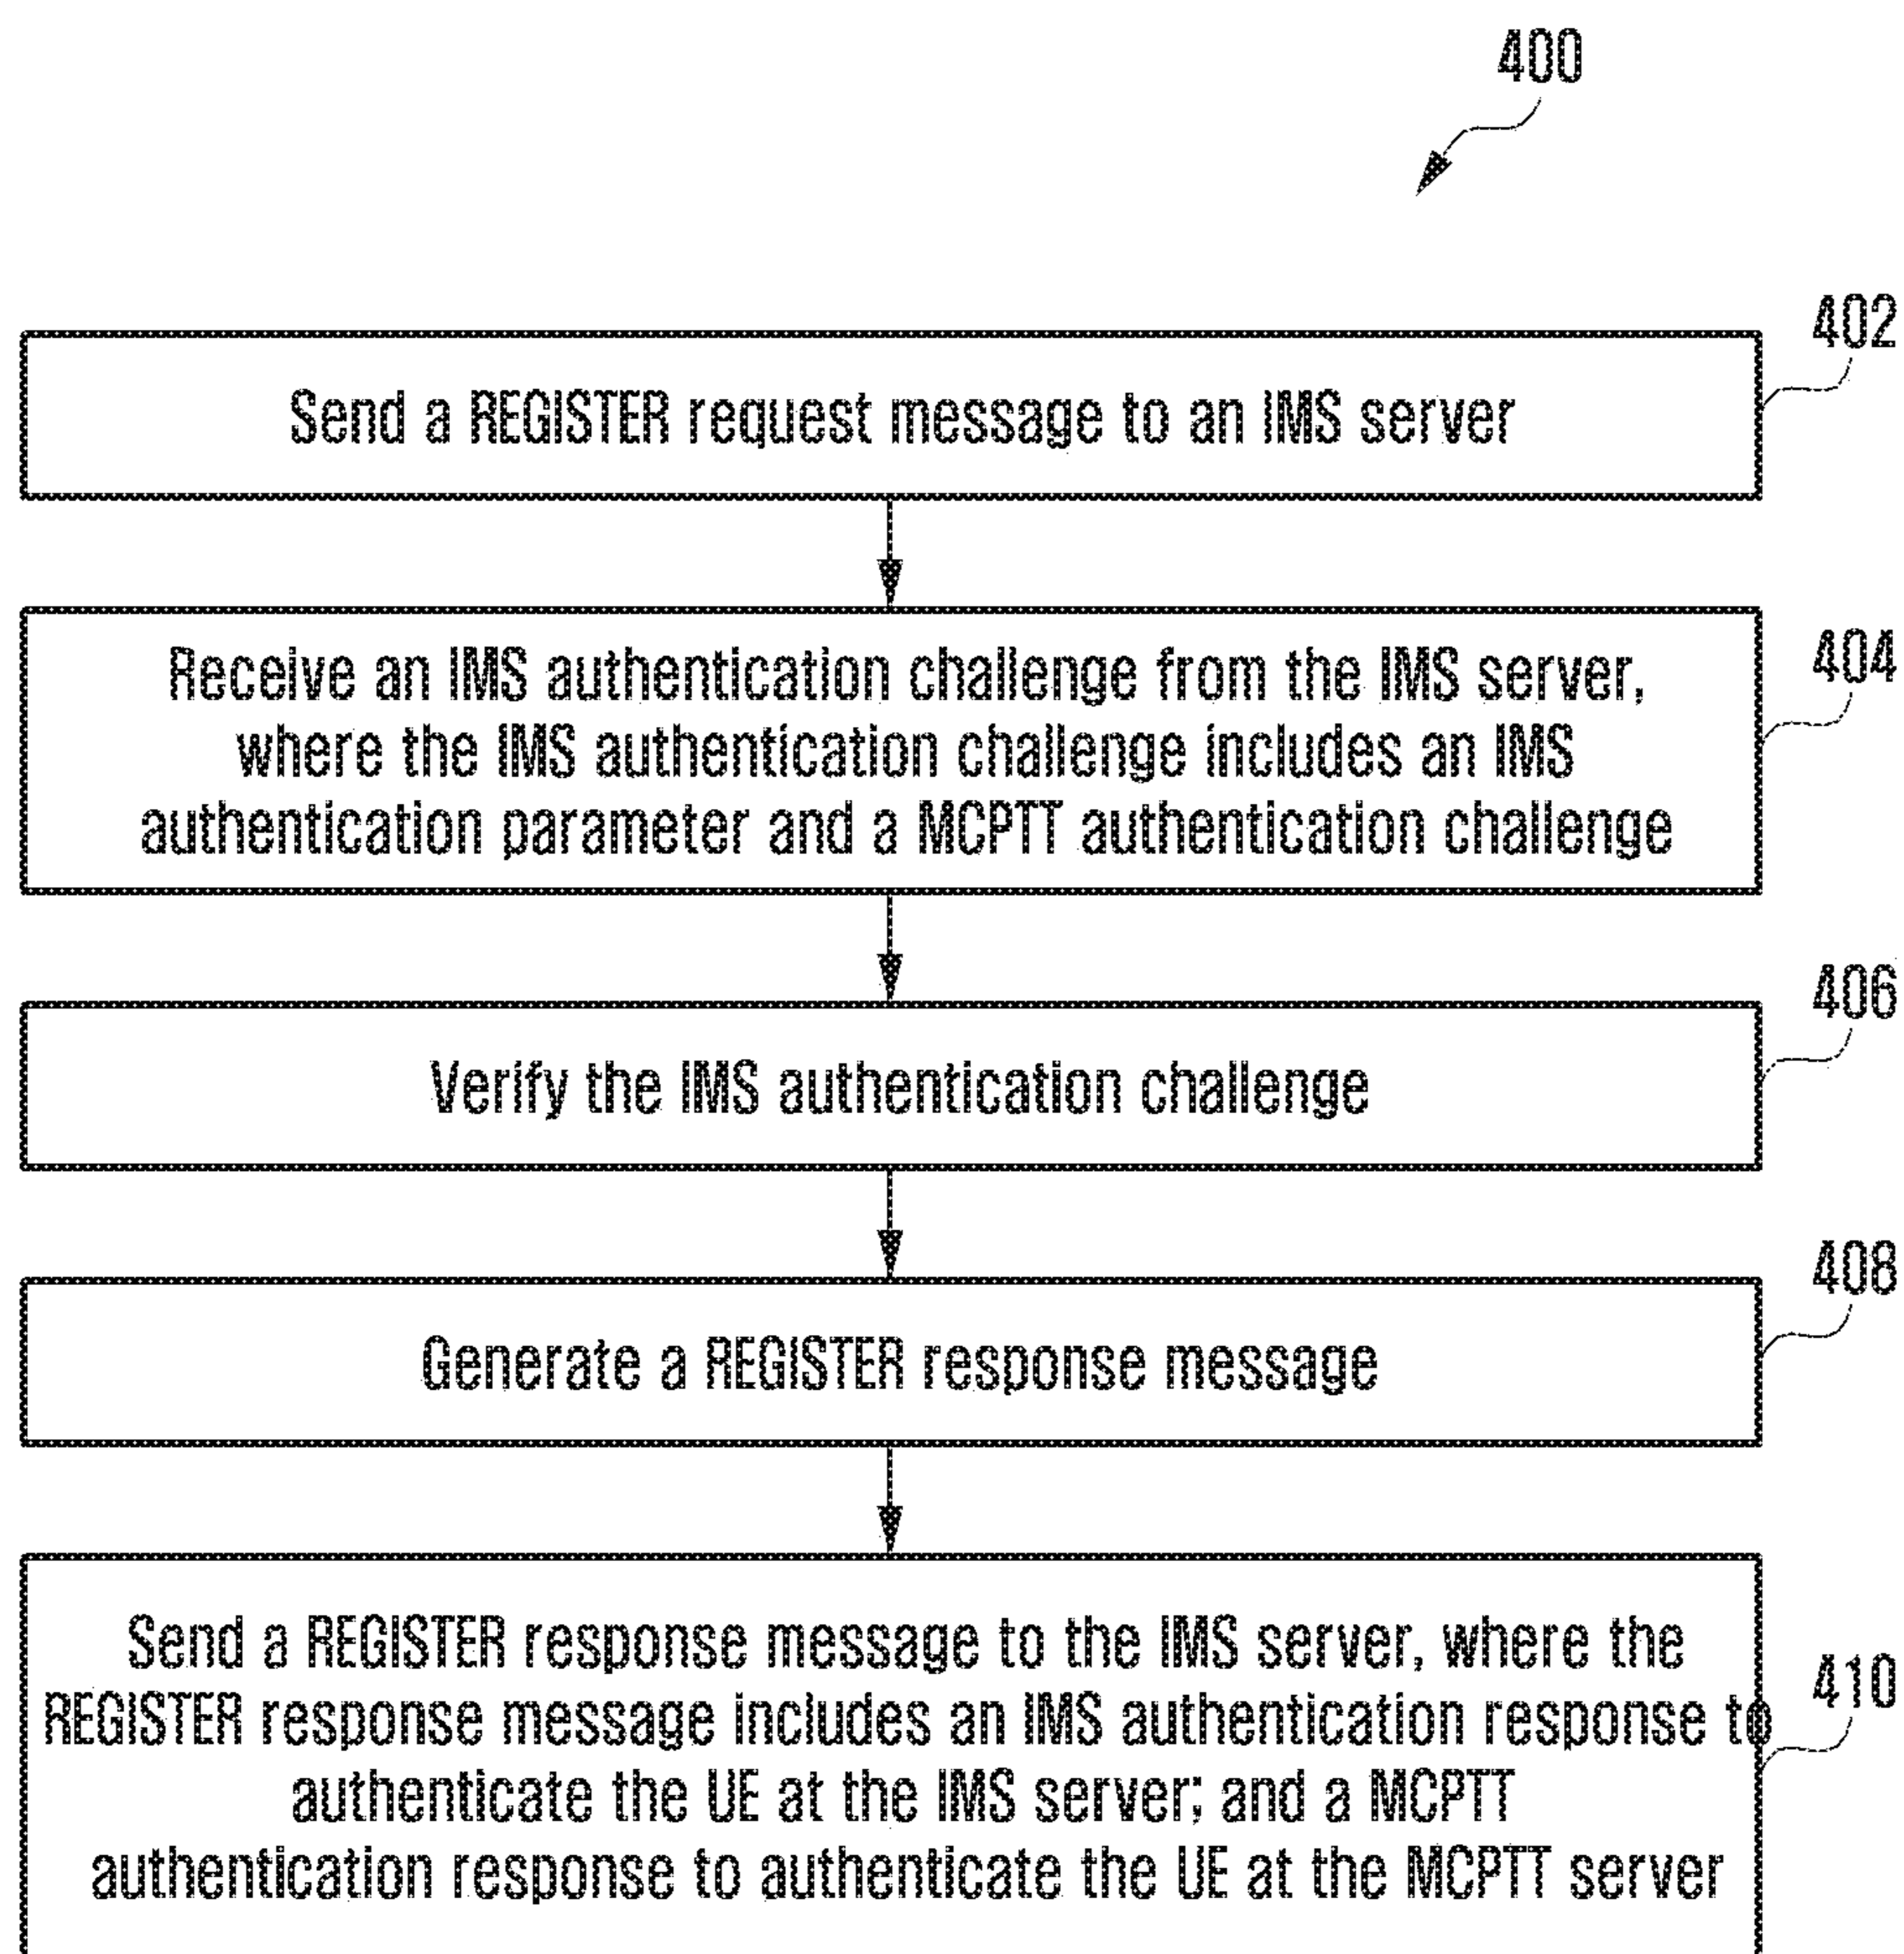 400
402
Send a REGISTER request message to an IMS server
404
Receive an IMS authentication challenge from the IMS server,
where the IMS authentication challenge includes an IMS
authentication parameter and a MCPTT authentication challenge
406
Verify the IMS authentication challenge
408
Generate a REGISTER response message
410
Send a REGISTER response message to the IMS server, where the
REGISTER response message includes an IMS authentication response to
authenticate the UE at the IMS server; and a MCPTT
authentication response to authenticate the UE at the MCPTT server